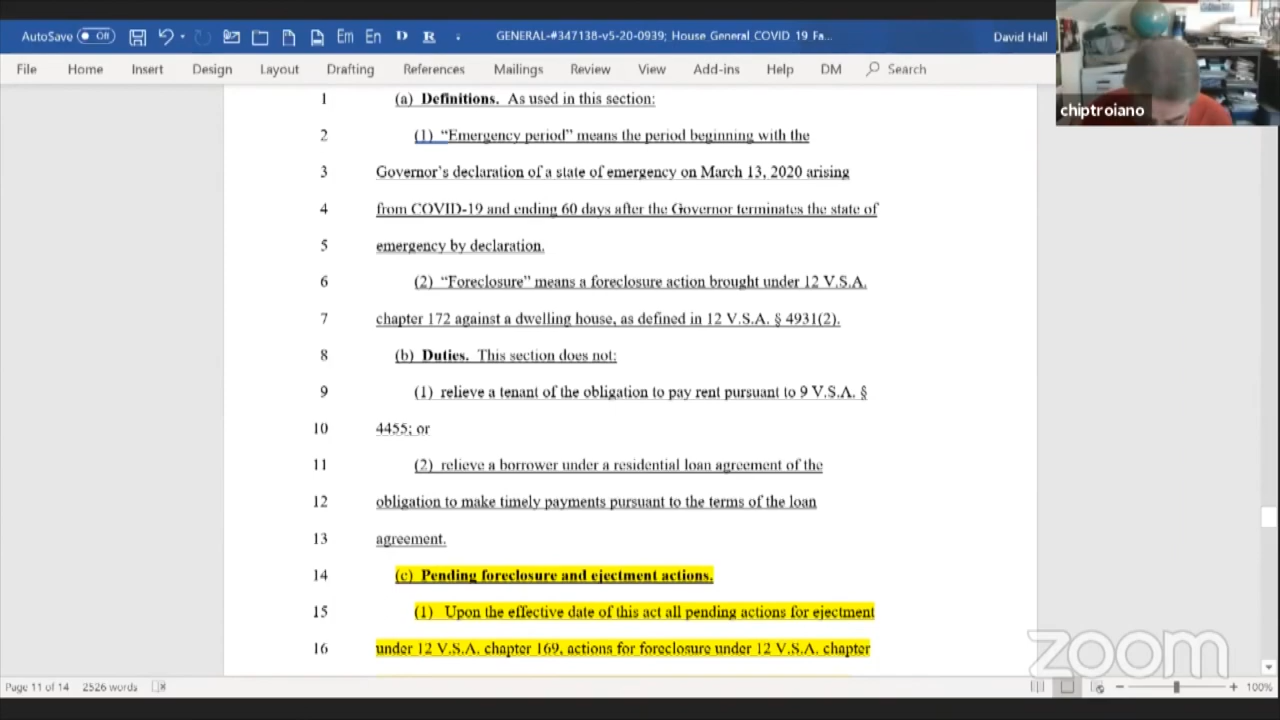 AutoSave Off Em En D R GENERAL-#347138-v5-20-0939; House General COVID 19 Fa... David Hall
File Home Insert Design Layout Drafting References Mailings Review View Add-ins Help DM Search
chiptroiano
1 (a) Definitions. As used in this section:
2 (1) “Emergency period” means the period beginning with the
3 Governor’s declaration of a state of emergency on March 13, 2020 arising
4 from COVID-19 and ending 60 days after the Governor terminates the state of
5 emergency by declaration.
6 (2) “Foreclosure” means a foreclosure action brought under 12 V.S.A.
7 chapter 172 against a dwelling house, as defined in 12 V.S.A. § 4931(2).
8 (b) Duties. This section does not:
9 (1) relieve a tenant of the obligation to pay rent pursuant to 9 V.S.A. §
10 4455; or
11 (2) relieve a borrower under a residential loan agreement of the
12 obligation to make timely payments pursuant to the terms of the loan
13 agreement.
14 (c) Pending foreclosure and ejectment actions.
15 (1) Upon the effective date of this act all pending actions for ejectment
16 under 12 V.S.A. chapter 169, actions for foreclosure under 12 V.S.A. chapter
zoom
Page 11 of 14 2526 words 100%